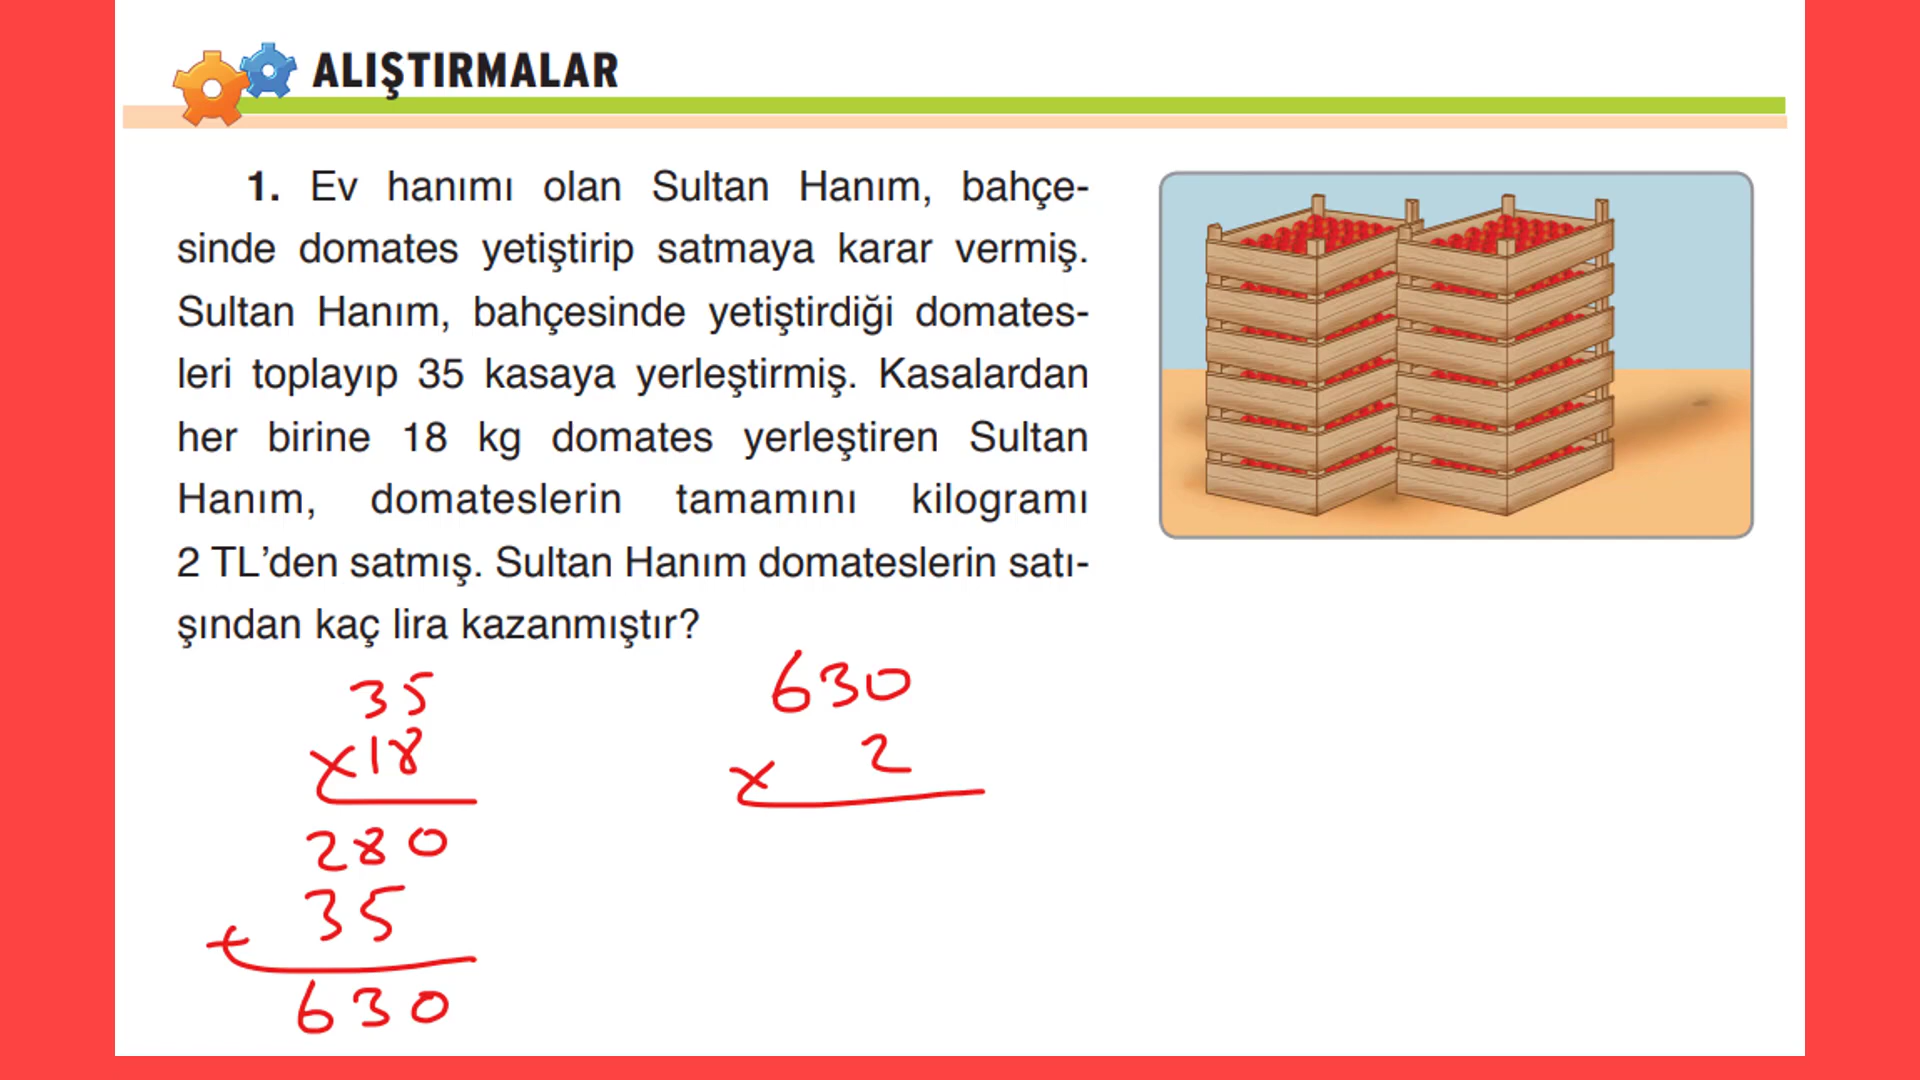 ALIŞTIRMALAR
1. Ev hanımı olan Sultan Hanım, bahçe-
sinde domates yetiştirip satmaya karar vermiş.
Sultan Hanım, bahçesinde yetiştirdiği domates-
leri toplayıp 35 kasaya yerleştirmiş. Kasalardan
her birine 18 kg domates yerleştiren Sultan
Hanım, domateslerin tamamını kilogramı
2 TL'den satmış. Sultan Hanım domateslerin satı-
şından kaç lira kazanmıştır?
35
x18
280
+ 35
630
630
x 2